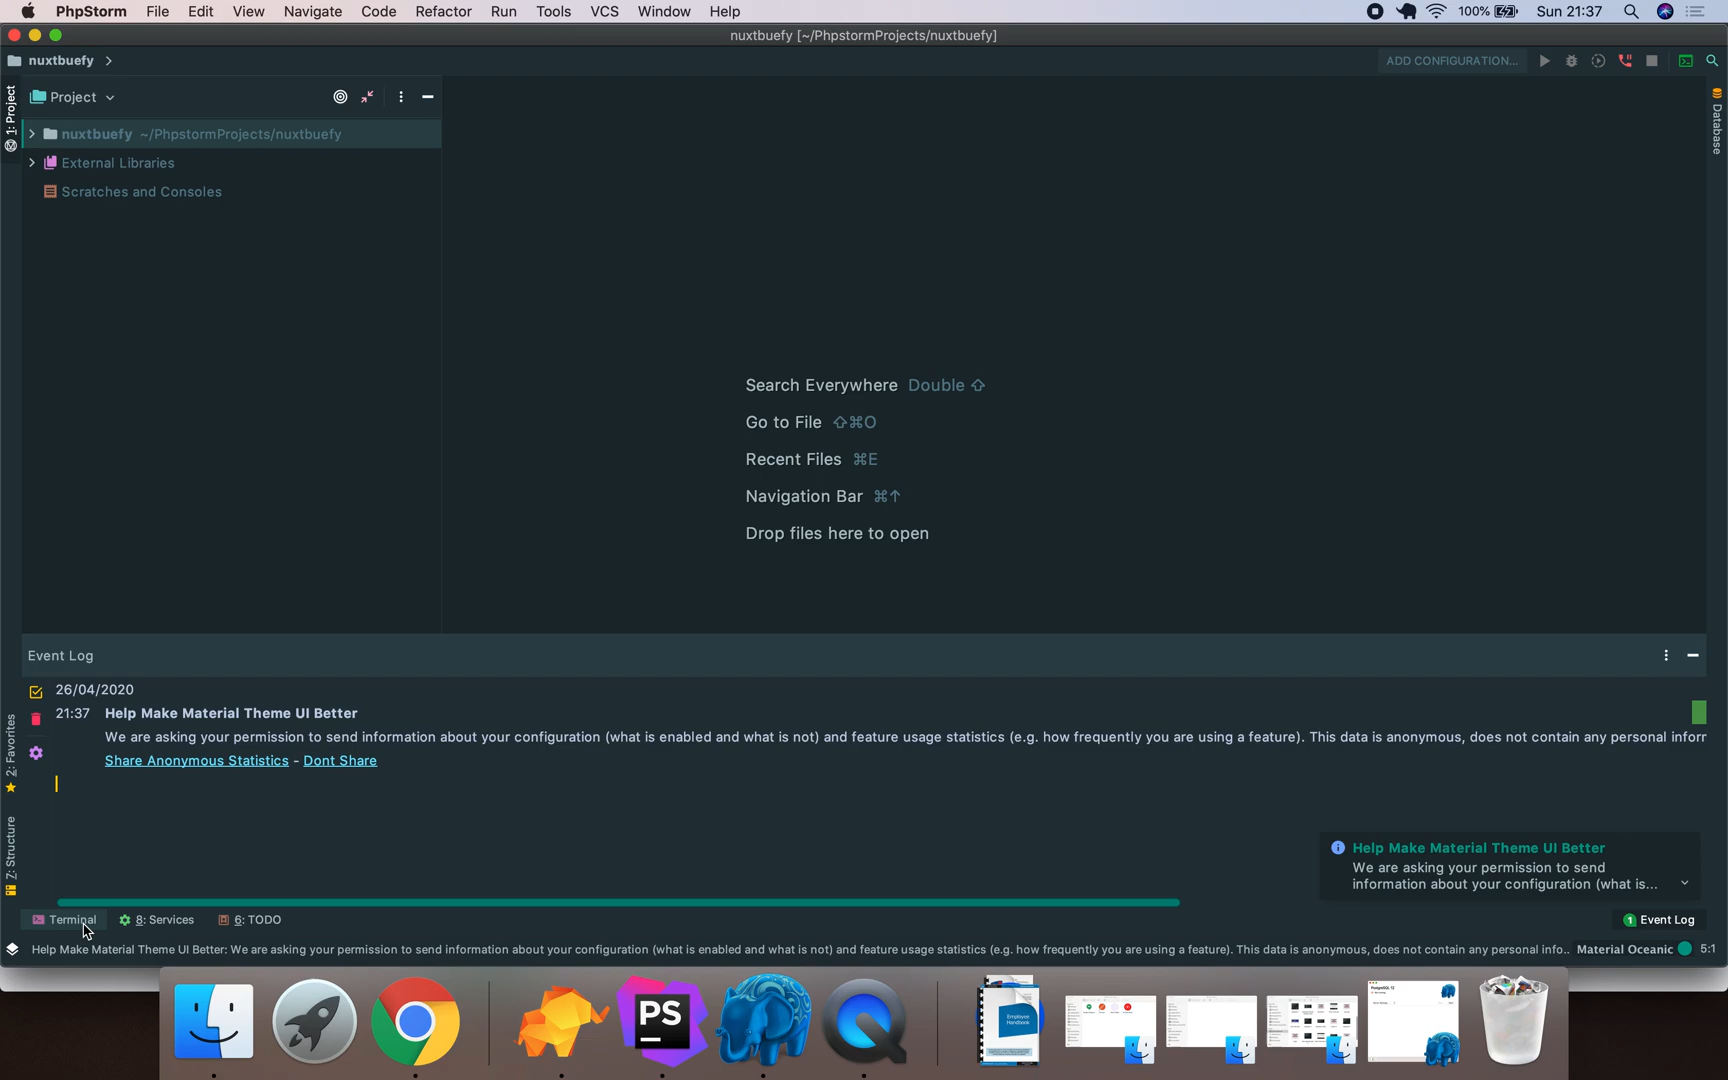 PhpStorm File Edit View Navigate Code Refactor Run Tools VCS Window Help 100% Sun 21:37
nuxtbuefy [~/PhpstormProjects/nuxtbuefy]
nuxtbuefy ADD CONFIGURATION...
1: Project
Project
nuxtbuefy ~/PhpstormProjects/nuxtbuefy
External Libraries
Scratches and Consoles
Database
Search Everywhere Double ⇧
Go to File ⇧⌘O
Recent Files ⌘E
Navigation Bar ⌘↑
Drop files here to open
Event Log
26/04/2020
21:37 Help Make Material Theme UI Better
We are asking your permission to send information about your configuration (what is enabled and what is not) and feature usage statistics (e.g. how frequently you are using a feature). This data is anonymous, does not contain any personal inforr
Share Anonymous Statistics - Dont Share
2: Favorites
7: Structure
Help Make Material Theme UI Better
We are asking your permission to send
information about your configuration (what is...
Terminal 8: Services 6: TODO 1 Event Log
Help Make Material Theme UI Better: We are asking your permission to send information about your configuration (what is enabled and what is not) and feature usage statistics (e.g. how frequently you are using a feature). This data is anonymous, does not contain any personal info.. Material Oceanic 5:1
PS
Employee
Handbook